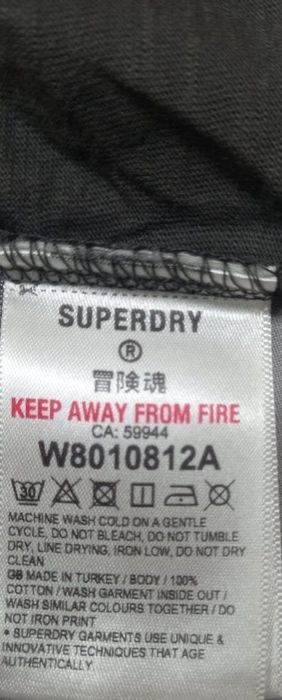 SUPERDRY
®
冒険魂
KEEP AWAY FROM FIRE
CA: 59944
W8010812A
30
MACHINE WASH COLD ON A GENTLE
CYCLE, DO NOT BLEACH, DO NOT TUMBLE
DRY, LINE DRYING, IRON LOW, DO NOT DRY
CLEAN
GB MADE IN TURKEY / BODY / 100%
COTTON / WASH GARMENT INSIDE OUT /
WASH SIMILAR COLOURS TOGETHER / DO
NOT IRON PRINT
* SUPERDRY GARMENTS USE UNIQUE &
INNOVATIVE TECHNIQUES THAT AGE
AUTHENTICALLY